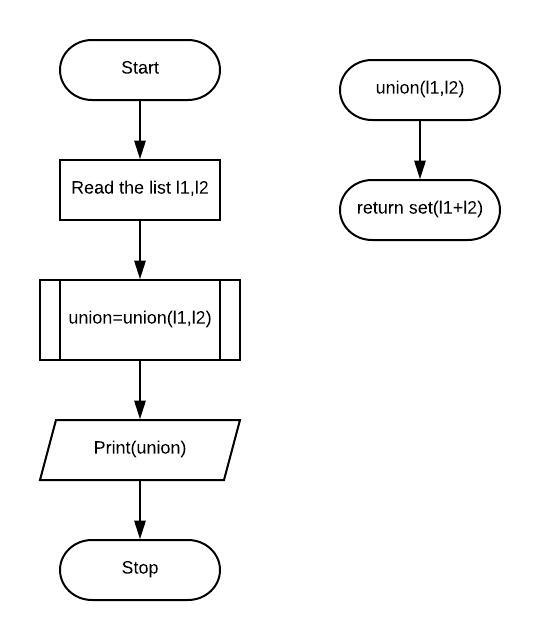 Start
Read the list l1,l2
union=union(l1,l2)
Print(union)
Stop
union(l1,l2)
return set(l1+l2)